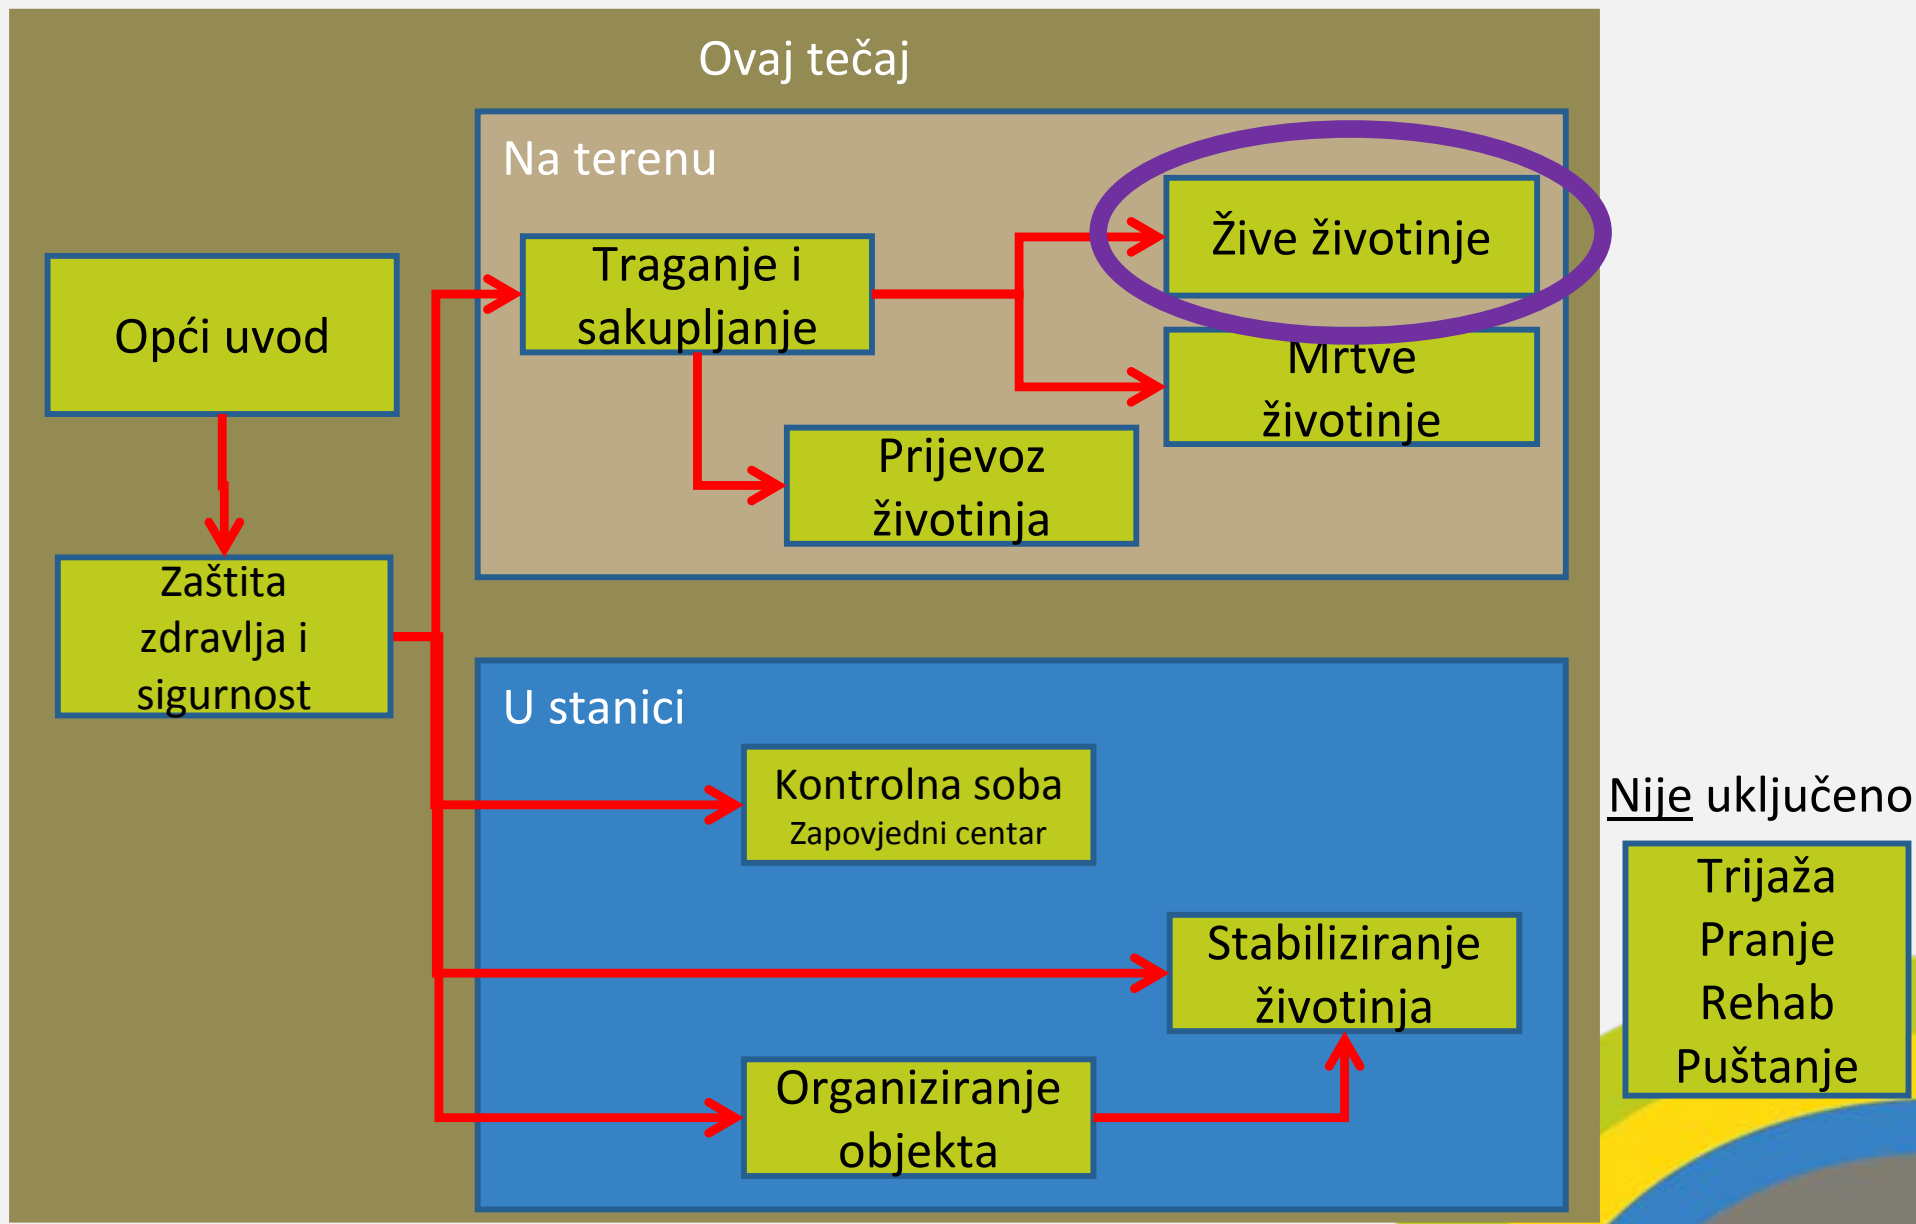 Ovaj tečaj
Na terenu
Žive životinje
Traganje i
sakupljanje
Opći uvod
Mrtve
životinje
Prijevoz
životinja
Zaštita
zdravlja i
sigurnost
U stanici
Kontrolna soba
Zapovjedni centar
Stabiliziranje
životinja
Organiziranje
objekta
Nije uključeno
Trijaža
Pranje
Rehab
Puštanje